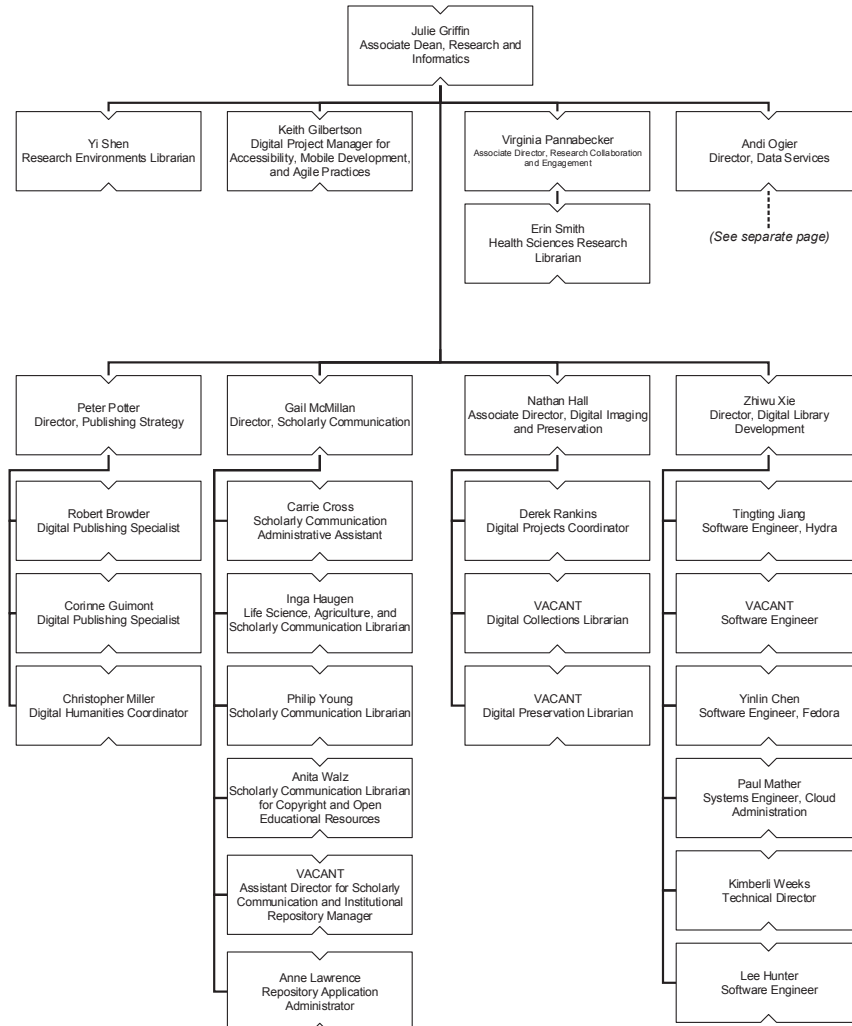 Julie Griffin
Associate Dean, Research and
Informatics
Yi Shen
Research Environments Librarian
Keith Gilbertson
Digital Project Manager for
Accessibility, Mobile Development,
and Agile Practices
Virginia Pannabecker
Associate Director, Research Collaboration
and Engagement
Andi Ogier
Director, Data Services
Erin Smith
Health Sciences Research
Librarian
(See separate page)
Peter Potter
Director, Publishing Strategy
Gail McMillan
Director, Scholarly Communication
Nathan Hall
Associate Director, Digital Imaging
and Preservation
Zhiwu Xie
Director, Digital Library
Development
Robert Browder
Digital Publishing Specialist
Corinne Guimont
Digital Publishing Specialist
Christopher Miller
Digital Humanities Coordinator
Carrie Cross
Scholarly Communication
Administrative Assistant
Inga Haugen
Life Science, Agriculture, and
Scholarly Communication Librarian
Philip Young
Scholarly Communication Librarian
Anita Walz
Scholarly Communication Librarian
for Copyright and Open
Educational Resources
VACANT
Assistant Director for Scholarly
Communication and Institutional
Repository Manager
Anne Lawrence
Repository Application
Administrator
Derek Rankins
Digital Projects Coordinator
VACANT
Digital Collections Librarian
VACANT
Digital Preservation Librarian
Tingting Jiang
Software Engineer, Hydra
VACANT
Software Engineer
Yinlin Chen
Software Engineer, Fedora
Paul Mather
Systems Engineer, Cloud
Administration
Kimberli Weeks
Technical Director
Lee Hunter
Software Engineer